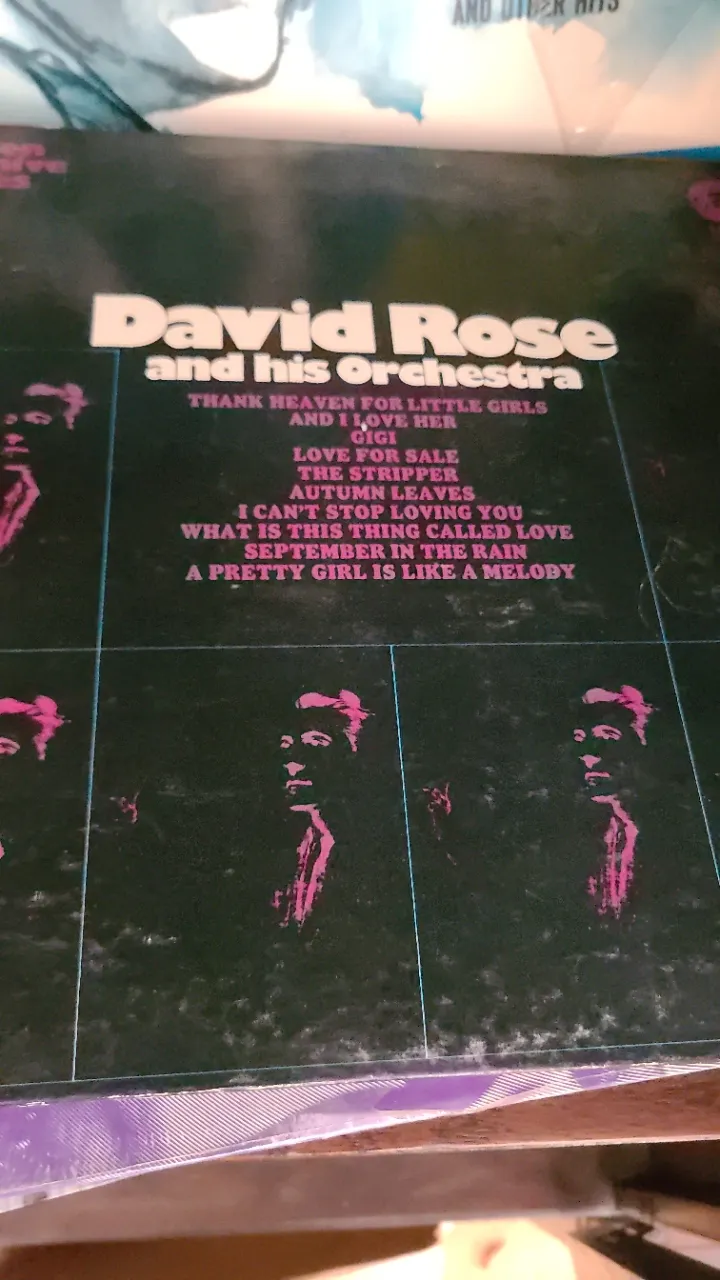 AND OTHER HITS
David Rose
and his Orchestra
THANK HEAVEN FOR LITTLE GIRLS
AND I LOVE HER
GIGI
LOVE FOR SALE
THE STRIPPER
AUTUMN LEAVES
I CAN'T STOP LOVING YOU
WHAT IS THIS THING CALLED LOVE
SEPTEMBER IN THE RAIN
A PRETTY GIRL IS LIKE A MELODY